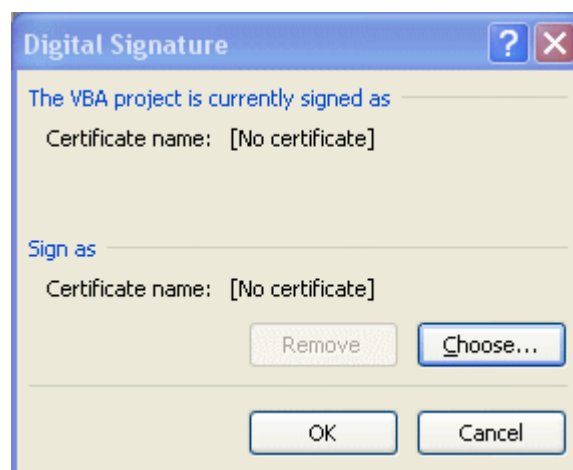 Digital Signature
The VBA project is currently signed as
Certificate name: [No certificate]
Sign as
Certificate name: [No certificate]
Remove Choose...
OK Cancel